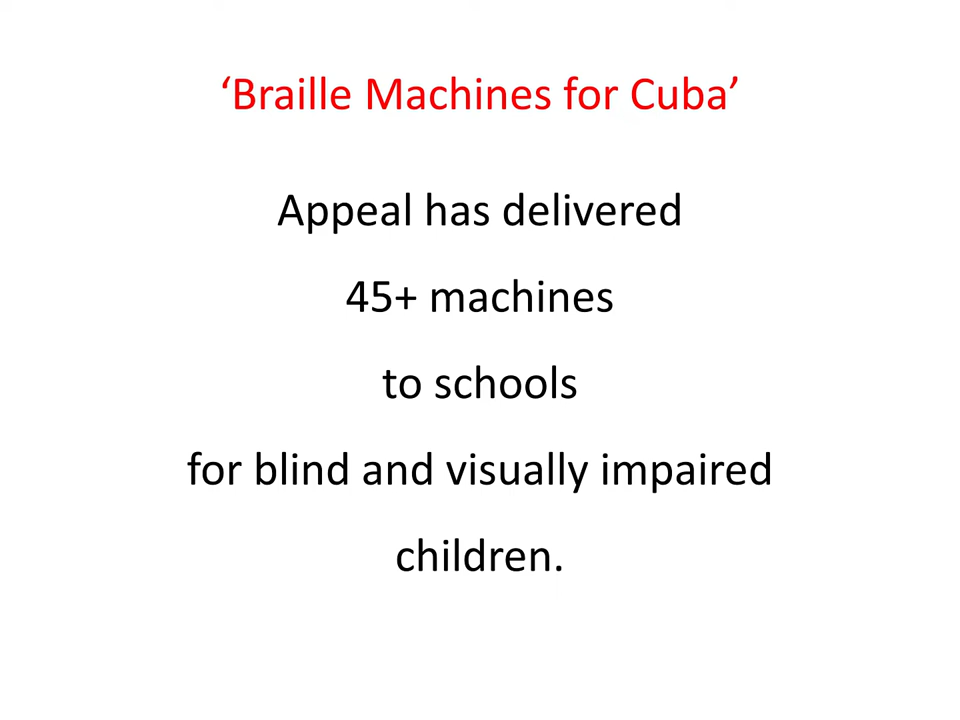 ‘Braille Machines for Cuba’
Appeal has delivered
45+ machines
to schools
for blind and visually impaired
children.